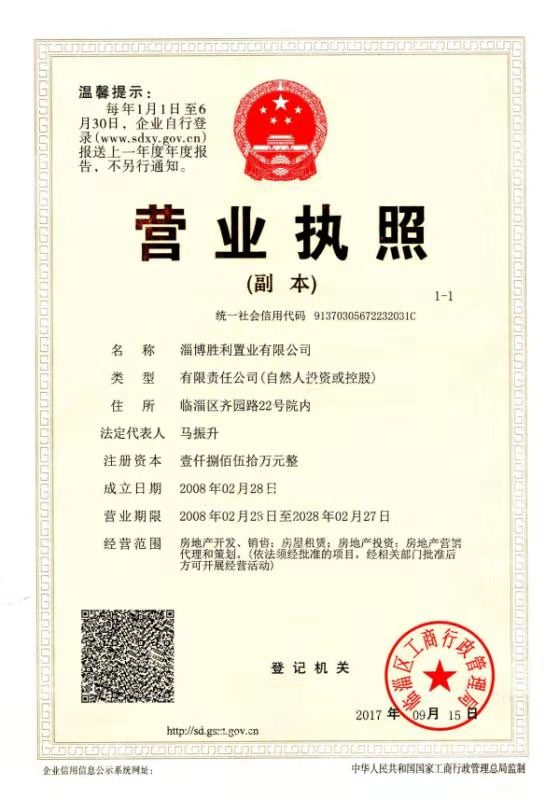 温馨提示：
每年1月1日至6
月30日，企业自行登
录(www.sdxy.gov.cn)
报送上一年度年度报
告，不另行通知。
营业执照
(副 本)
1-1
统一社会信用代码 91370305672232031C
名 称 淄博胜利置业有限公司
类 型 有限责任公司(自然人投资或控股)
住 所 临淄区齐园路22号院内
法定代表人 马振升
注册资本 壹仟捌佰伍拾万元整
成立日期 2008年02月28日
营业期限 2008年02月28日至2028年02月27日
经营范围 房地产开发、销售；房屋租赁；房地产投资；房地产营销
代理和策划。(依法须经批准的项目，经相关部门批准后
方可开展经营活动)
临淄区工商行政管理局
登记机关
2017年 09月 15日
http://sd.gsxt.gov.cn
企业信用信息公示系统网址：
中华人民共和国国家工商行政管理总局监制